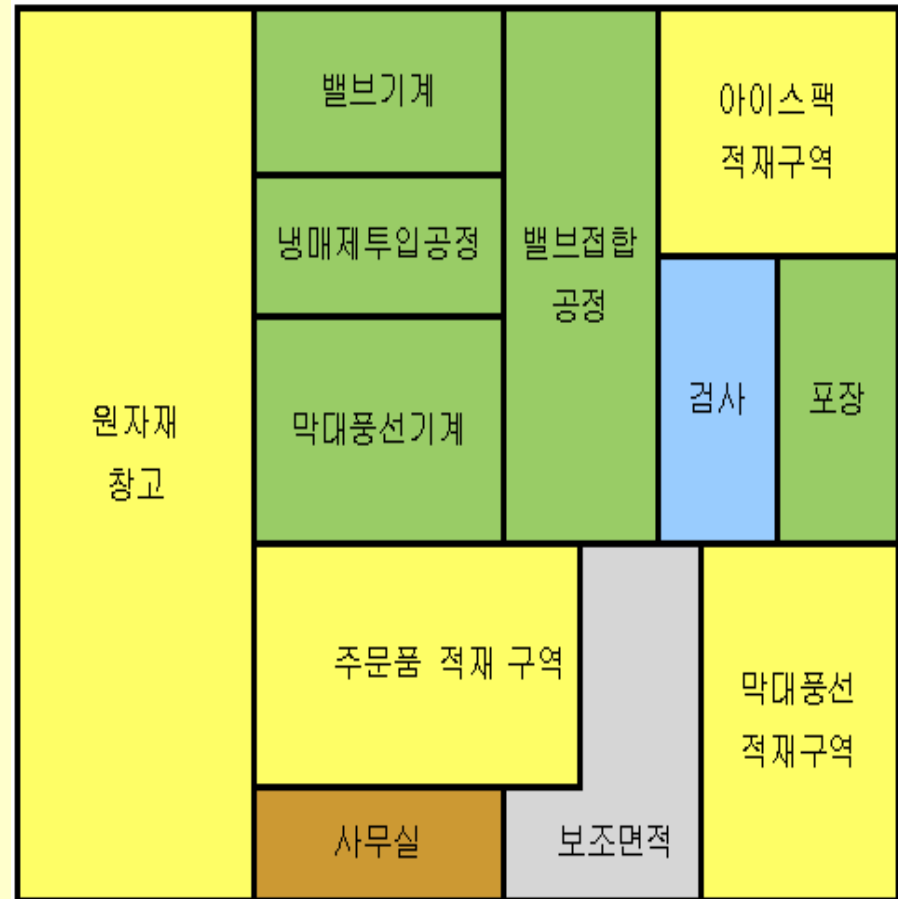 밸브기계
아이스팩
적재구역
냉매제투입공정
밸브접합
공정
원자재
창고
막대풍선기계
검사
포장
주문품 적재 구역
막대풍선
적재구역
사무실
보조면적